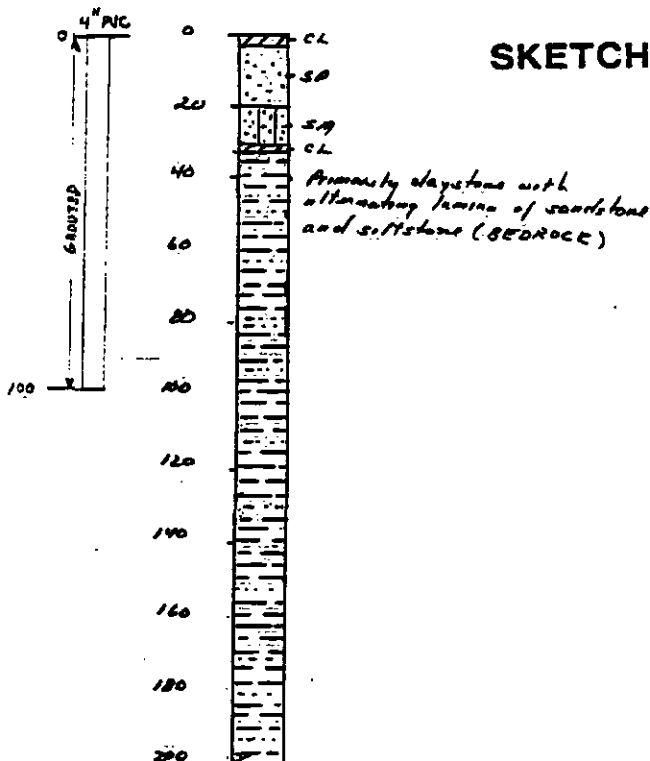 SKETCH
4" PVC
0
GROUTED
100
0
20
40
60
80
100
120
140
160
180
200
CL
SP
SM
CL
Primarily claystone with
alternating lamina of sandstone
and siltstone (BEDROCK)